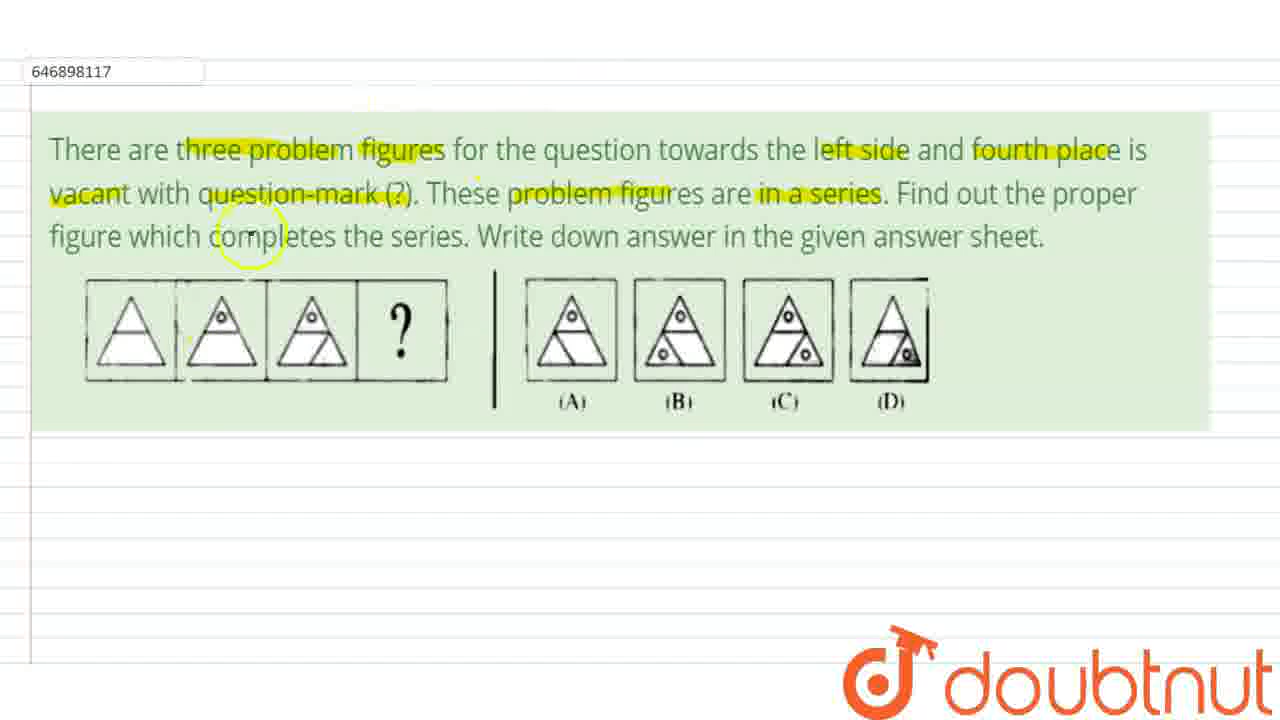 646898117
There are three problem figures for the question towards the left side and fourth place is
vacant with question-mark (?). These problem figures are in a series. Find out the proper
figure which completes the series. Write down answer in the given answer sheet.
?
(A) (B) (C) (D)
doubtnut